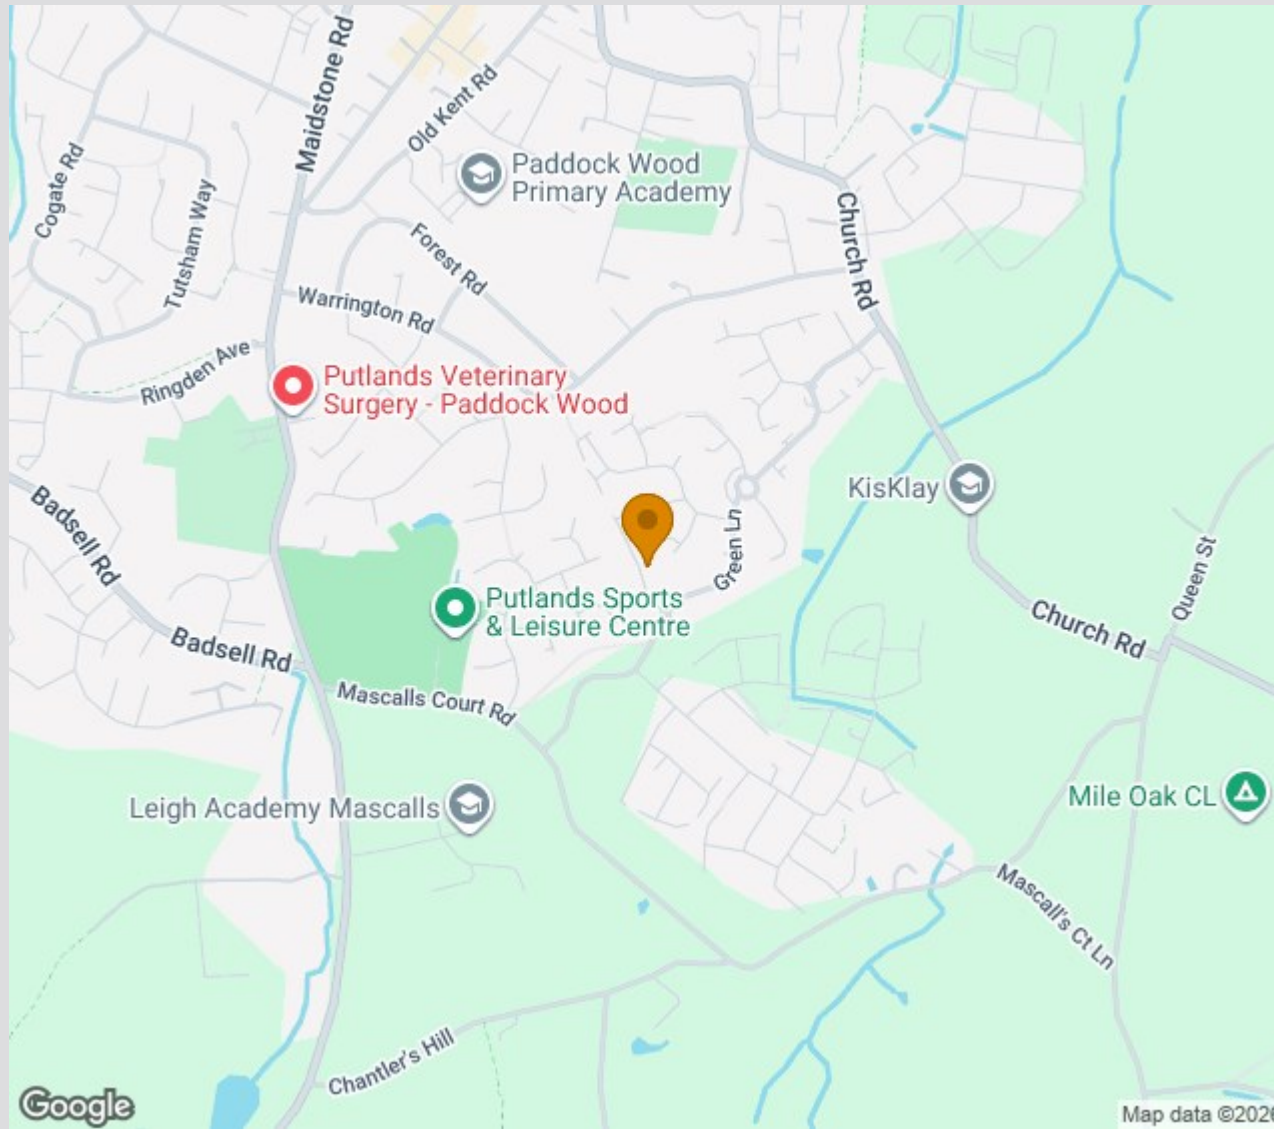 Maidstone Rd
Old Kent Rd
Cogate Rd
Tutsham Way
Paddock Wood
Primary Academy
Church Rd
Forest Rd
Warrington Rd
Ringden Ave
Putlands Veterinary
Surgery - Paddock Wood
KisKlay
Badsell Rd
Green Ln
Queen St
Putlands Sports
& Leisure Centre
Church Rd
Badsell Rd
Mascalls Court Rd
Leigh Academy Mascalls
Mile Oak CL
Mascall's Ct Ln
Chantler's Hill
Google
Map data ©2026